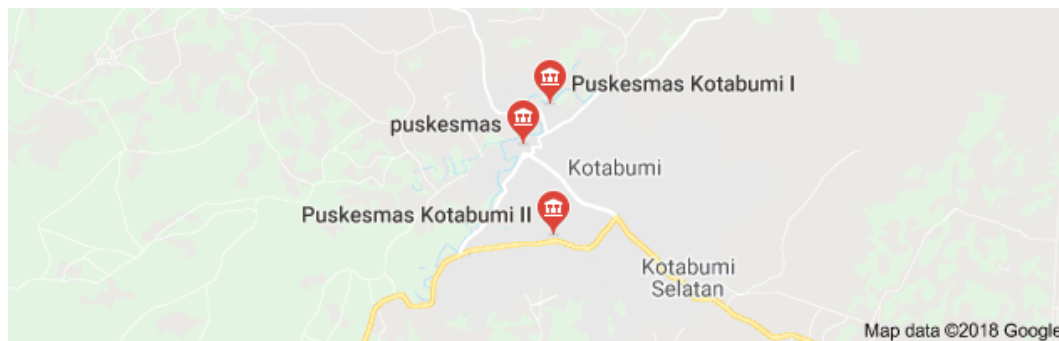 Puskesmas Kotabumi I
puskesmas
Kotabumi
Puskesmas Kotabumi II
Kotabumi
Selatan
Map data ©2018 Google